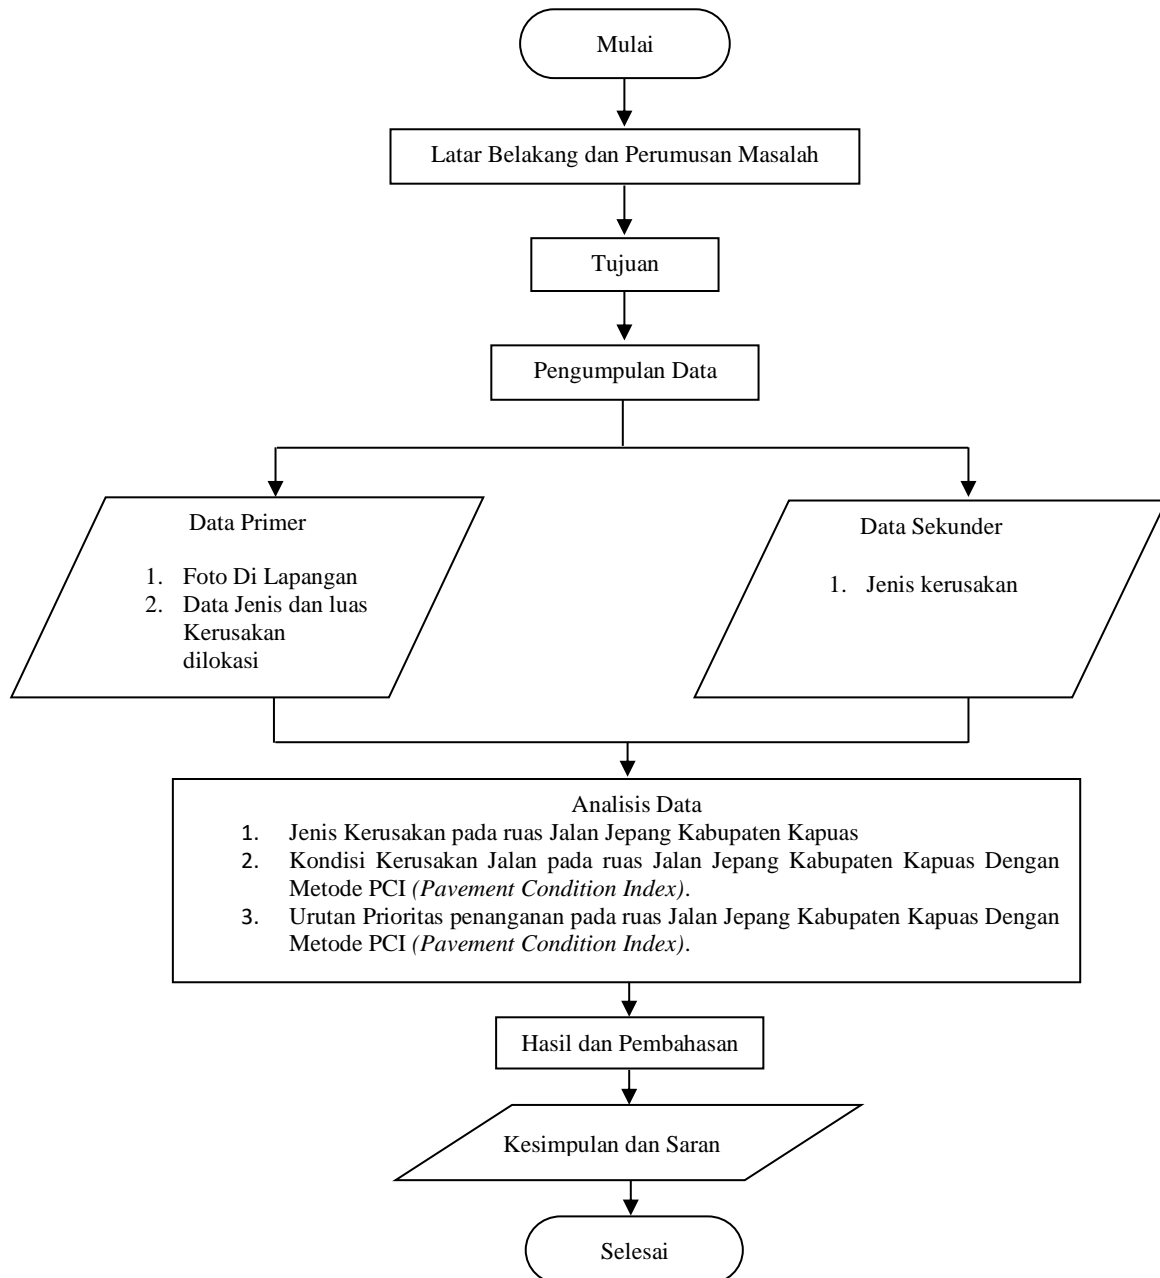 Mulai
Latar Belakang dan Perumusan Masalah
Tujuan
Pengumpulan Data
Data Primer
1. Foto Di Lapangan
2. Data Jenis dan luas
Kerusakan
dilokasi
Data Sekunder
1. Jenis kerusakan
Analisis Data
1. Jenis Kerusakan pada ruas Jalan Jepang Kabupaten Kapuas
2. Kondisi Kerusakan Jalan pada ruas Jalan Jepang Kabupaten Kapuas Dengan
Metode PCI (Pavement Condition Index).
3. Urutan Prioritas penanganan pada ruas Jalan Jepang Kabupaten Kapuas Dengan
Metode PCI (Pavement Condition Index).
Hasil dan Pembahasan
Kesimpulan dan Saran
Selesai